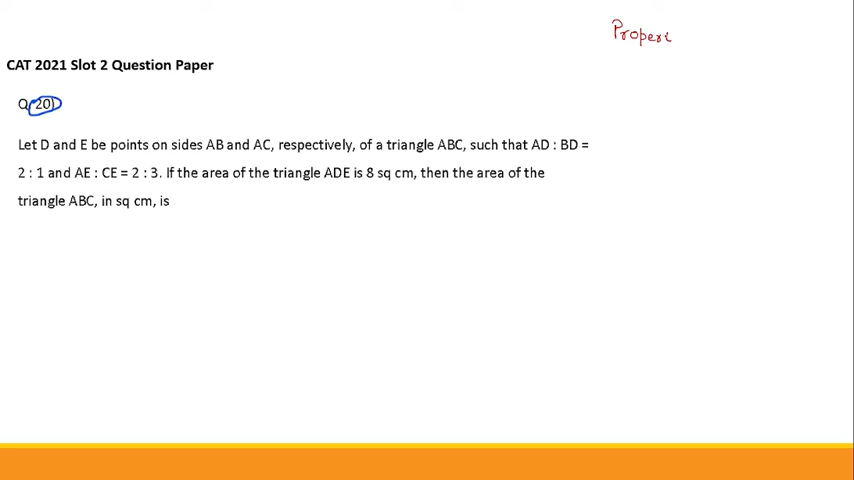 Properi
CAT 2021 Slot 2 Question Paper
Q 20)
Let D and E be points on sides AB and AC, respectively, of a triangle ABC, such that AD : BD =
2 : 1 and AE : CE = 2 : 3. If the area of the triangle ADE is 8 sq cm, then the area of the
triangle ABC, in sq cm, is